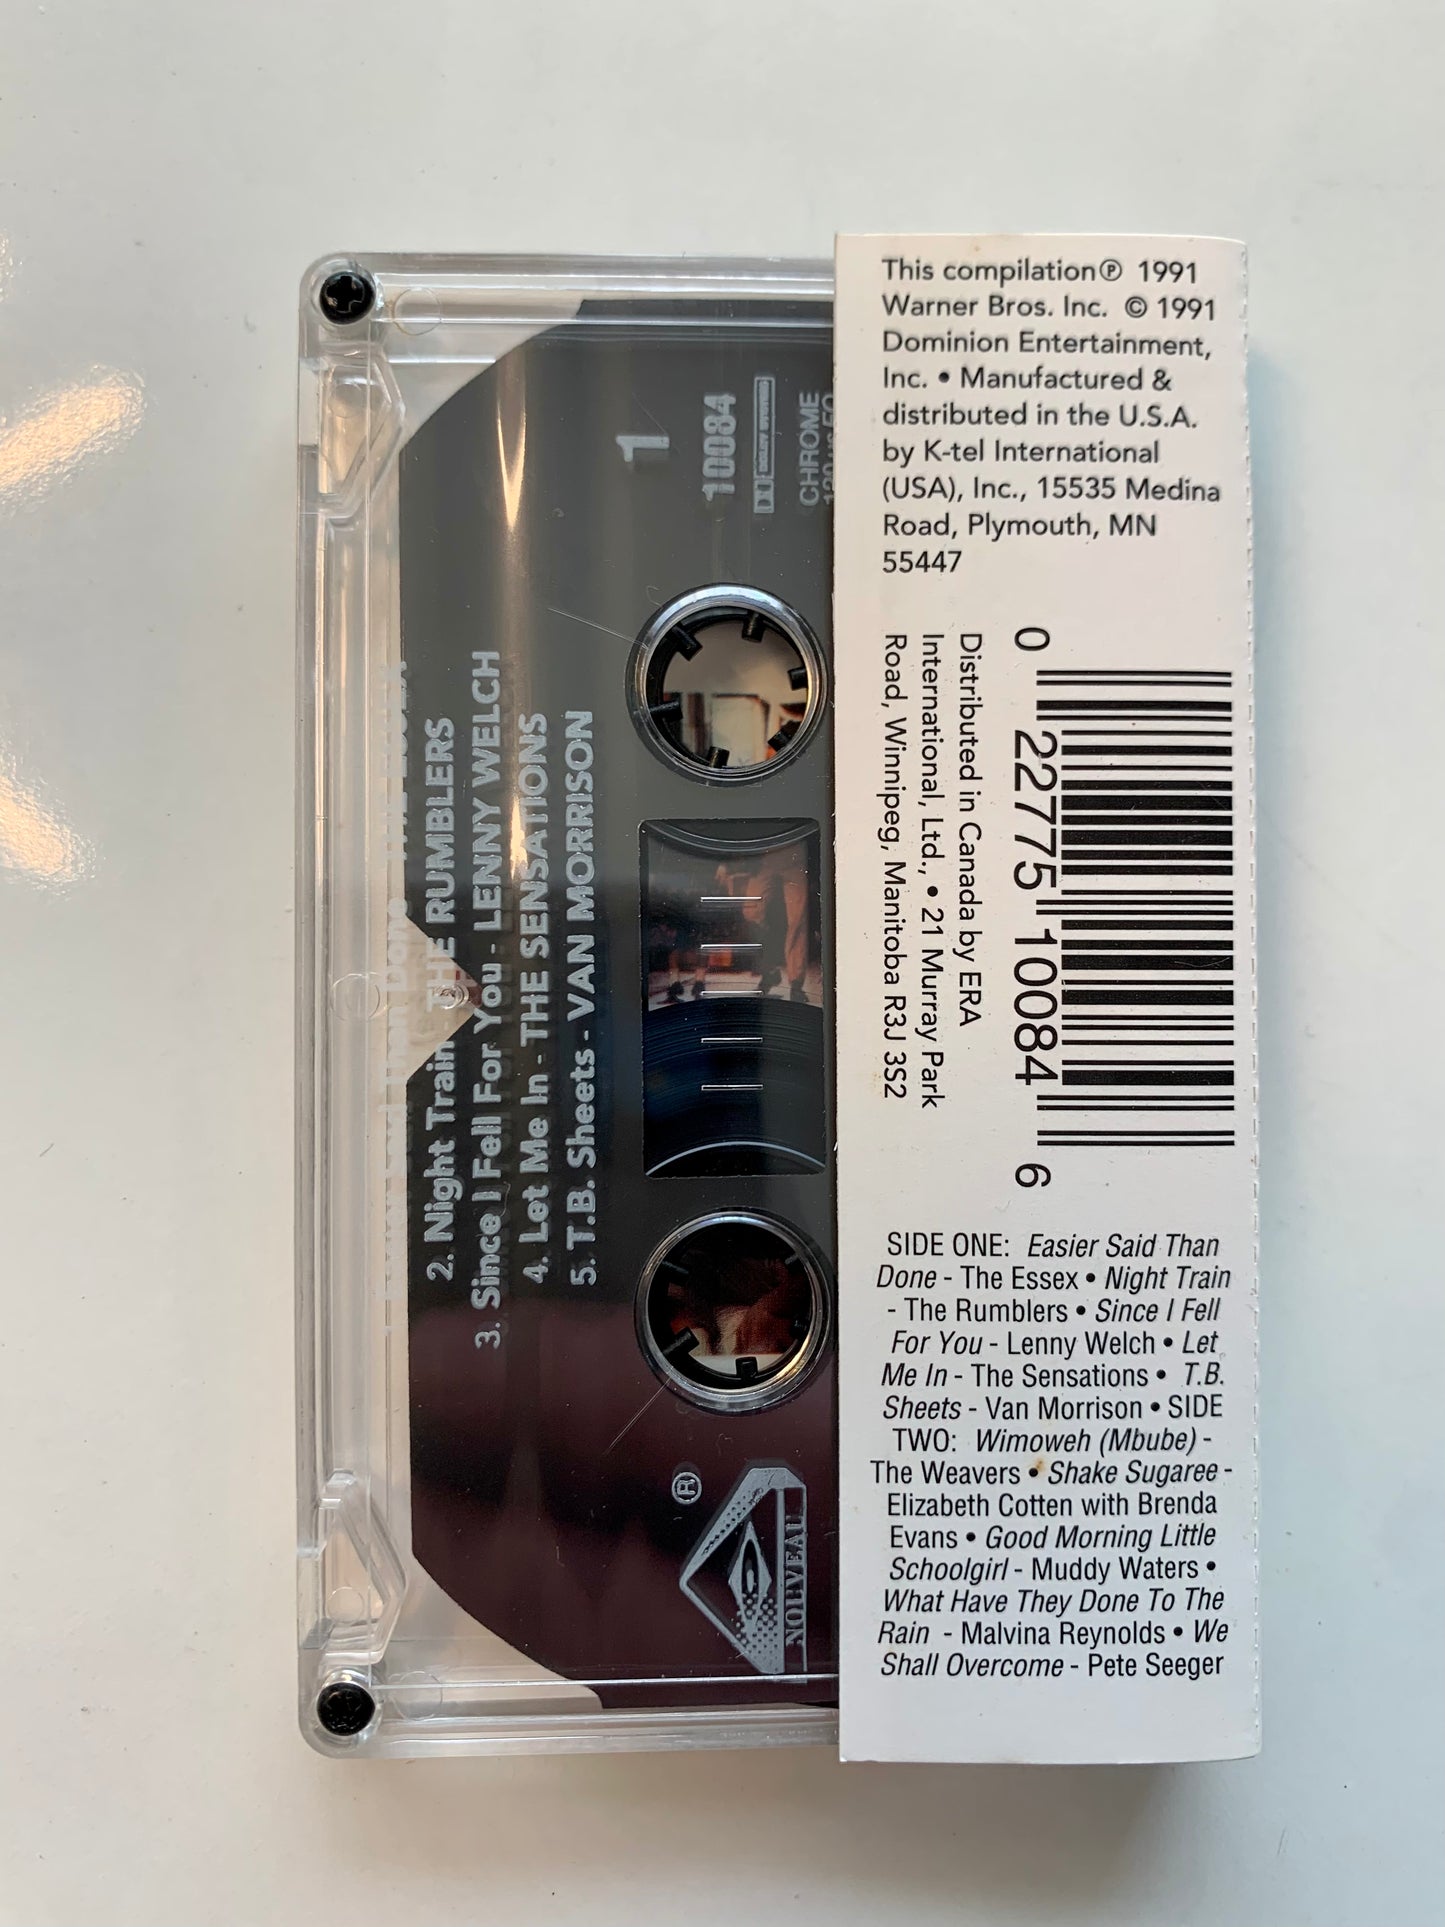 This compilation℗ 1991
Warner Bros. Inc. © 1991
Dominion Entertainment,
Inc. • Manufactured &
distributed in the U.S.A.
by K-tel International
(USA), Inc., 15535 Medina
Road, Plymouth, MN
55447
Distributed in Canada by ERA
International, Ltd., • 21 Murray Park
Road, Winnipeg, Manitoba R3J 3S2
0 22775 10084 6
SIDE ONE: Easier Said Than
Done - The Essex • Night Train
- The Rumblers • Since I Fell
For You - Lenny Welch • Let
Me In - The Sensations • T.B.
Sheets - Van Morrison • SIDE
TWO: Wimoweh (Mbube) -
The Weavers • Shake Sugaree -
Elizabeth Cotten with Brenda
Evans • Good Morning Little
Schoolgirl - Muddy Waters •
What Have They Done To The
Rain - Malvina Reynolds • We
Shall Overcome - Pete Seeger
Said Than Done
2. Night Train - THE RUMBLERS
3. Since I Fell For You - LENNY WELCH
4. Let Me In - THE SENSATIONS
5. T.B. Sheets - VAN MORRISON
1
10084
DOLBY SYSTEM
CHROME
®
NOUVEAU